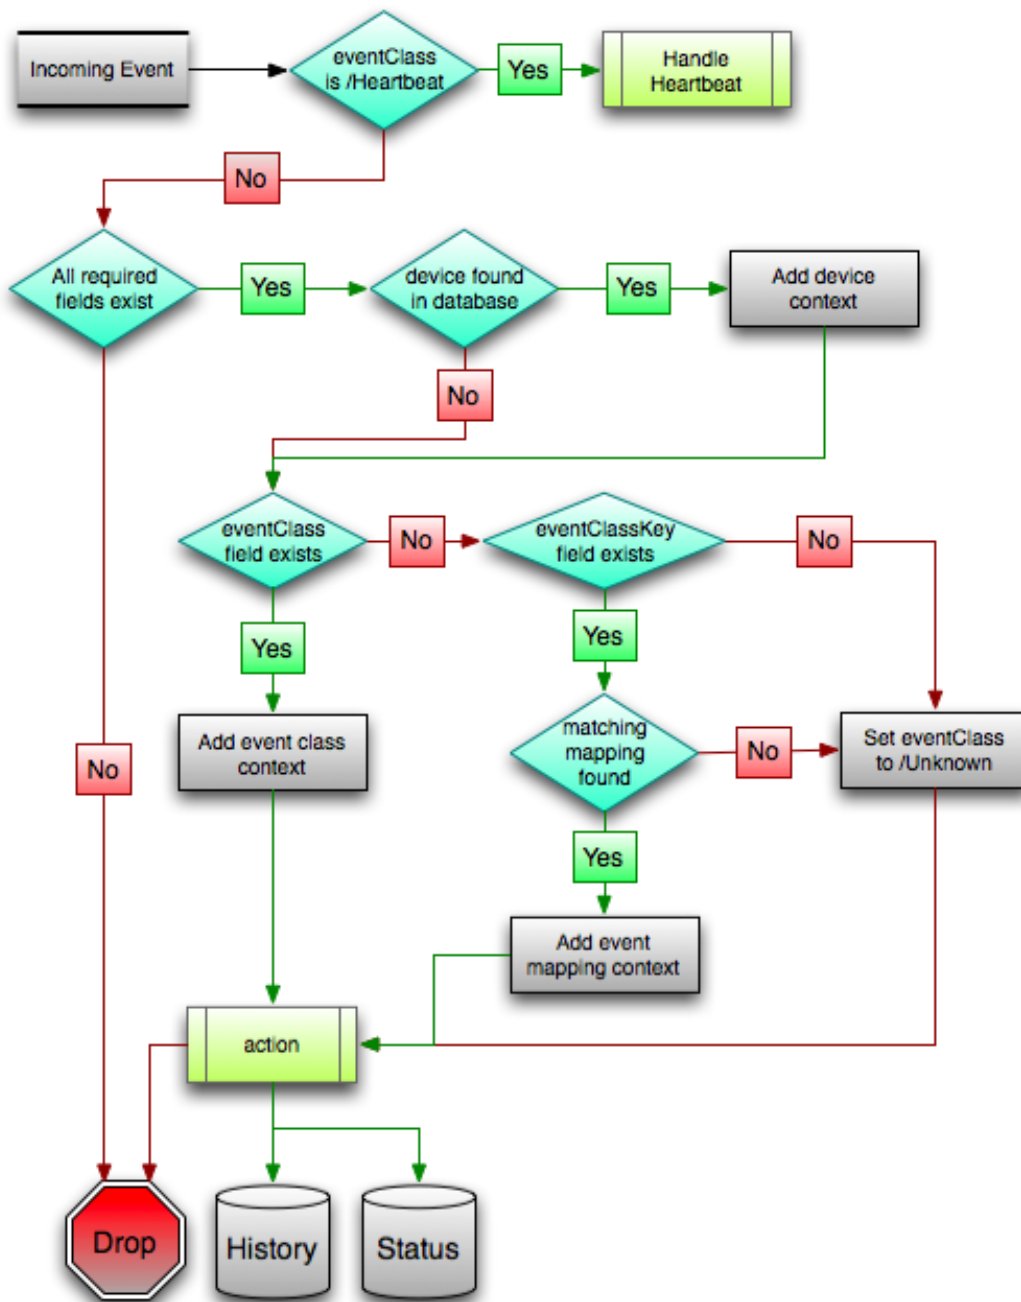 Incoming Event
eventClass
is /Heartbeat
Yes
Handle
Heartbeat
No
All required
fields exist
Yes
device found
in database
Yes
Add device
context
No
eventClass
field exists
No
eventClassKey
field exists
No
Yes
Yes
Add event class
context
matching
mapping
found
No
Set eventClass
to /Unknown
No
Yes
Add event
mapping context
action
Drop
History
Status